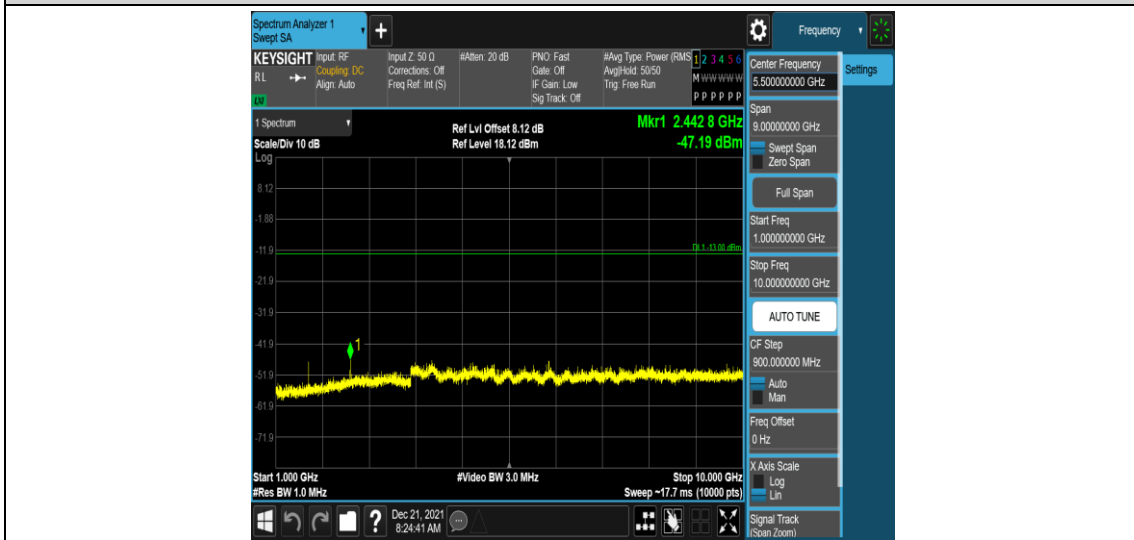 Spectrum Analyzer 1
Swept SA
Frequency
KEYSIGHT
RL
LXI
Input: RF
Coupling: DC
Align: Auto
Input Z: 50 Ω
Corrections: Off
Freq Ref: Int (S)
#Atten: 20 dB
PNO: Fast
Gate: Off
IF Gain: Low
Sig Track: Off
#Avg Type: Power (RMS
Avg|Hold: 50/50
Trig: Free Run
1 2 3 4 5 6
M W W W W W
P P P P P P
1 Spectrum
Scale/Div 10 dB
Log
Ref Lvl Offset 8.12 dB
Ref Level 18.12 dBm
Mkr1 2.442 8 GHz
-47.19 dBm
8.12
-1.88
-11.9
DL1 -13.00 dBm
-21.9
-31.9
-41.9
1
-51.9
-61.9
-71.9
Start 1.000 GHz
#Res BW 1.0 MHz
#Video BW 3.0 MHz
Stop 10.000 GHz
Sweep ~17.7 ms (10000 pts)
Dec 21, 2021
8:24:41 AM
Center Frequency
5.50000000 GHz
Settings
Span
9.00000000 GHz
Swept Span
Zero Span
Full Span
Start Freq
1.000000000 GHz
Stop Freq
10.000000000 GHz
AUTO TUNE
CF Step
900.000000 MHz
Auto
Man
Freq Offset
0 Hz
X Axis Scale
Log
Lin
Signal Track
(Span Zoom)